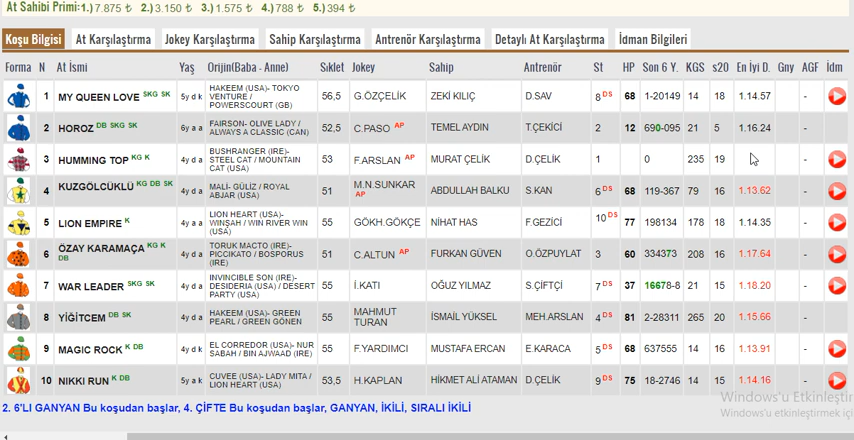 At Sahibi Primi:1.) 7.875 ₺ 2.) 3.150 ₺ 3.) 1.575 ₺ 4.) 788 ₺ 5.) 394 ₺
Koşu Bilgisi At Karşılaştırma Jokey Karşılaştırma Sahip Karşılaştırma Antrenör Karşılaştırma Detaylı At Karşılaştırma İdman Bilgileri
Forma N At İsmi Yaş Orijin(Baba - Anne) Sıklet Jokey Sahip Antrenör St HP Son 6 Y. KGS s20 En İyi D. Gny AGF İdm
1 MY QUEEN LOVE SKG SK 5y d k HAKEEM (USA)- TOKYO VENTURE / POWERSCOURT (GB) 56,5 G.ÖZÇELİK ZEKİ KILIÇ D.SAV 8 DS 68 1-20149 14 18 1.14.57 -
2 HOROZ DB SKG SK 6y a a FAIRSON- OLIVE LADY / ALWAYS A CLASSIC (CAN) 52,5 C.PASO AP TEMEL AYDIN T.ÇEKİCİ 2 12 690-095 21 5 1.16.24 -
3 HUMMING TOP KG K 4y d a BUSHRANGER (IRE)- STEEL CAT / MOUNTAIN CAT (USA) 53 F.ARSLAN AP MURAT ÇELİK D.ÇELİK 1 0 235 19 -
4 KUZGÖLCÜKLÜ KG DB SK 4y d a MALİ- GÜLİZ / ROYAL ABJAR (USA) 51 M.N.SUNKAR AP ABDULLAH BALKU S.KAN 6 DS 68 119-367 79 16 1.13.62 -
5 LION EMPIRE K 4y a a LION HEART (USA)- WINŞAH / WIN RIVER WIN (USA) 55 GÖKH.GÖKÇE NİHAT HAS F.GEZİCİ 10 DS 77 198134 178 18 1.14.35 -
6 ÖZAY KARAMAÇA KG K DB 4y d a TORUK MACTO (IRE)- PICCIKATO / BOSPORUS (IRE) 51 C.ALTUN AP FURKAN GÜVEN O.ÖZPUYLAT 3 60 334373 208 16 1.17.64 -
7 WAR LEADER SKG SK 4y d a INVINCIBLE SON (IRE)- DESIDERIA (USA) / DESERT PARTY (USA) 55 İ.KATI OĞUZ YILMAZ S.ÇİFTÇİ 7 DS 37 16678-8 21 15 1.18.20 -
8 YİĞİTCEM DB SK 4y a a HAKEEM (USA)- GREEN PEARL / GREEN GÖNEN 55 MAHMUT TURAN İSMAİL YÜKSEL MEH.ARSLAN 4 DS 81 2-28311 265 20 1.15.66 -
9 MAGIC ROCK K DB 4y d k EL CORREDOR (USA)- NUR SABAH / BIN AJWAAD (IRE) 55 F.YARDIMCI MUSTAFA ERCAN E.KARACA 5 DS 68 637555 14 16 1.13.91 -
10 NIKKI RUN K DB 5y a k CUVEE (USA)- LADY MITA / LION HEART (USA) 53,5 H.KAPLAN HİKMET ALİ ATAMAN D.ÇELİK 9 DS 75 18-2746 14 15 1.14.16 -
2. 6'LI GANYAN Bu koşudan başlar, 4. ÇİFTE Bu koşudan başlar, GANYAN, İKİLİ, SIRALI İKİLİ
Windows'u Etkinleştir
Windows'u etkinleştirmek içi